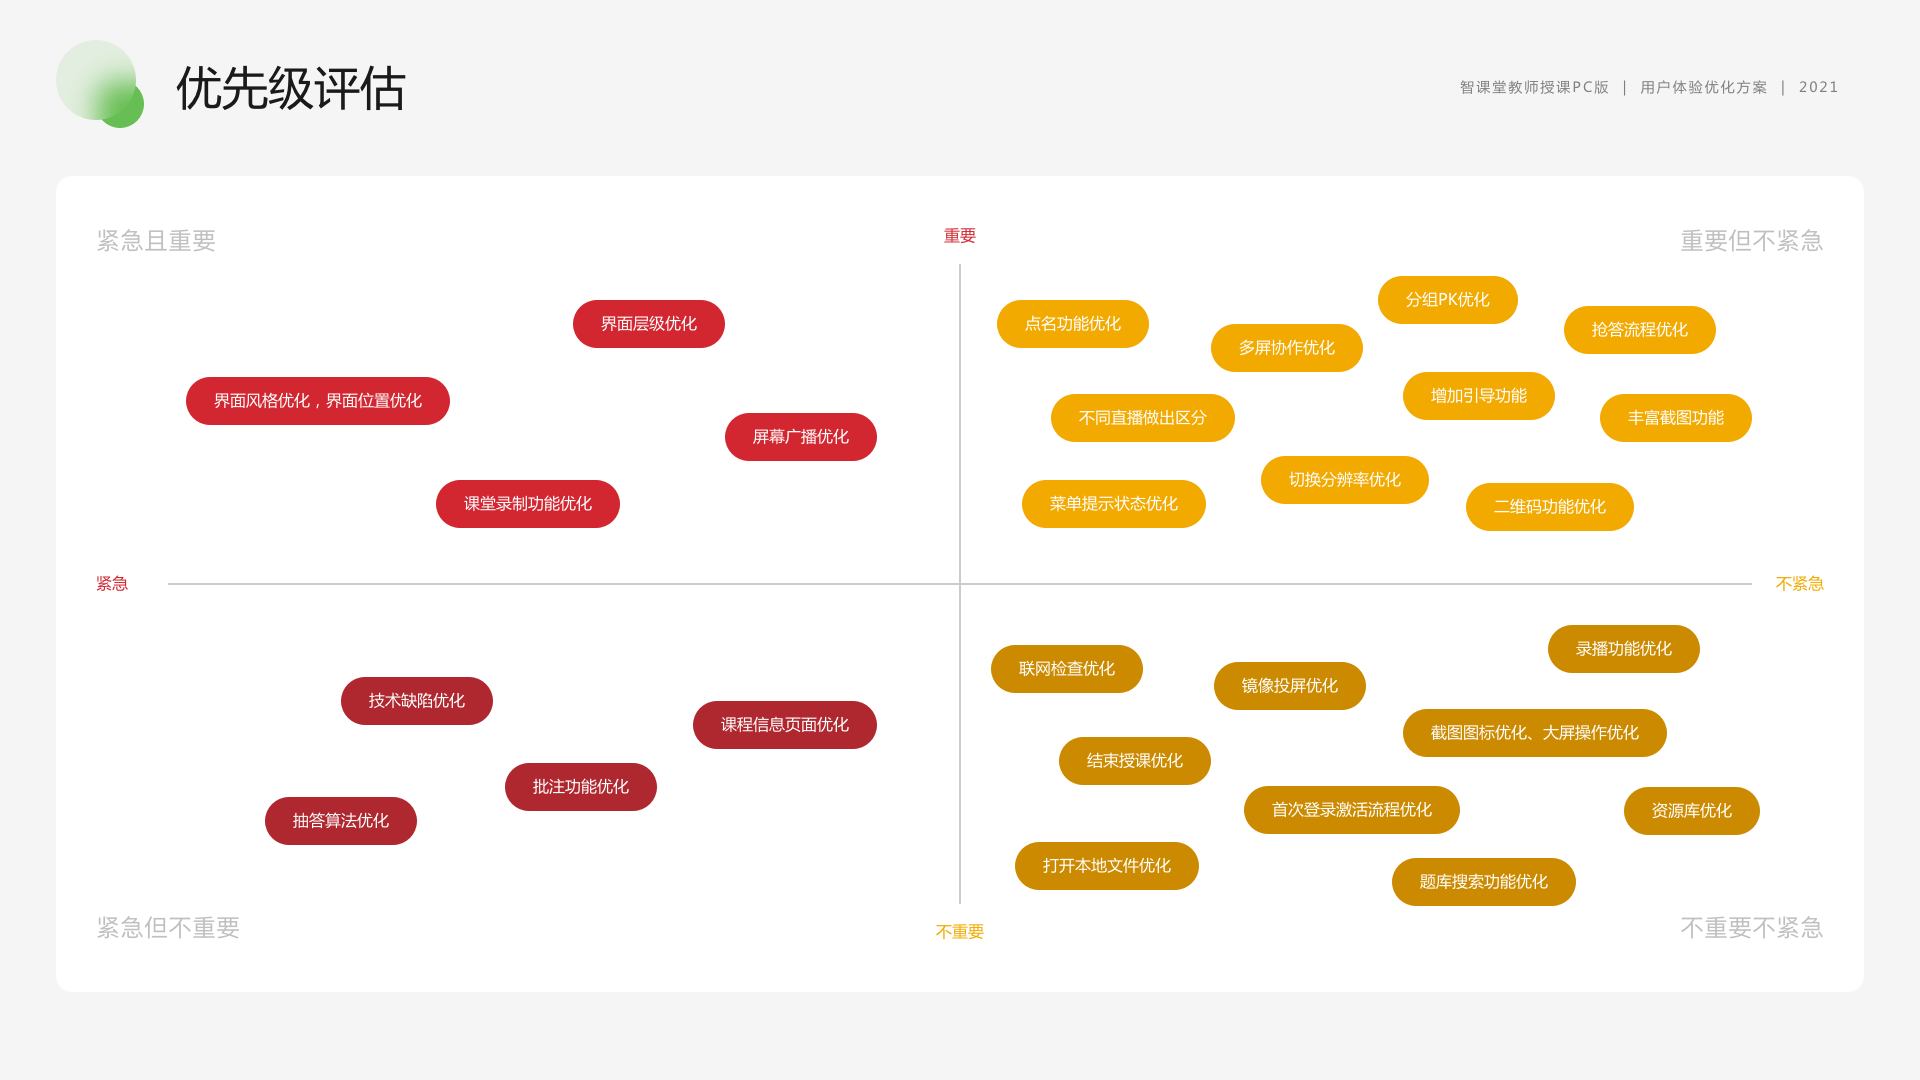 优先级评估
智课堂教师授课PC版 | 用户体验优化方案 | 2021
紧急且重要
重要
重要但不紧急
界面层级优化
界面风格优化，界面位置优化
屏幕广播优化
课堂录制功能优化
点名功能优化
分组PK优化
抢答流程优化
多屏协作优化
增加引导功能
不同直播做出区分
丰富截图功能
切换分辨率优化
菜单提示状态优化
二维码功能优化
紧急
不紧急
技术缺陷优化
课程信息页面优化
批注功能优化
抽答算法优化
录播功能优化
联网检查优化
镜像投屏优化
截图图标优化、大屏操作优化
结束授课优化
首次登录激活流程优化
资源库优化
打开本地文件优化
题库搜索功能优化
紧急但不重要
不重要
不重要不紧急